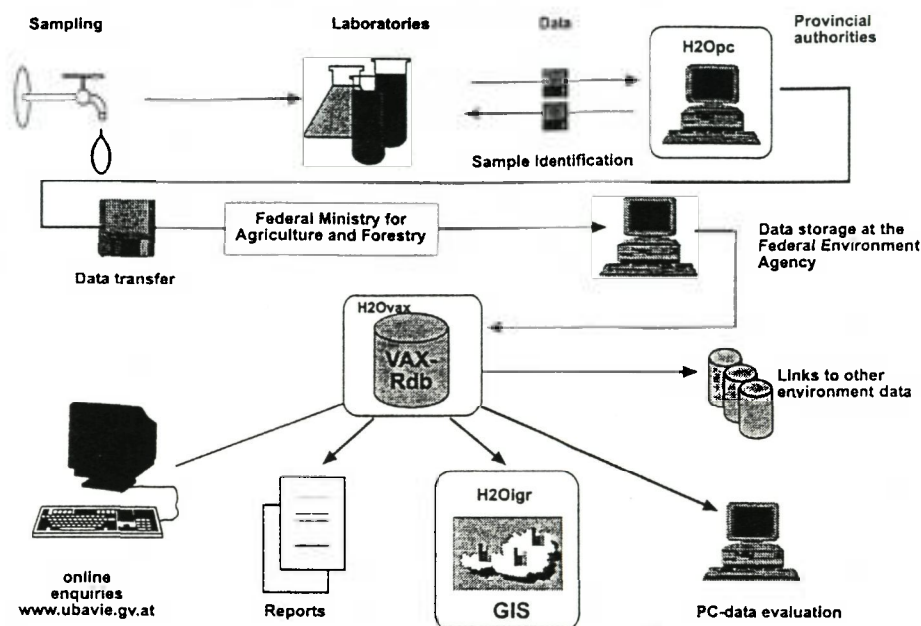 Sampling
Laboratories
Data
H2Opc
Provincial
authorities
Sample Identification
Data transfer
Federal Ministry for
Agriculture and Forestry
Data storage at the
Federal Environment
Agency
H2Ovax
VAX-
Rdb
Links to other
environment data
online
enquiries
www.ubavie.gv.at
Reports
H2Oigr
GIS
PC-data evaluation